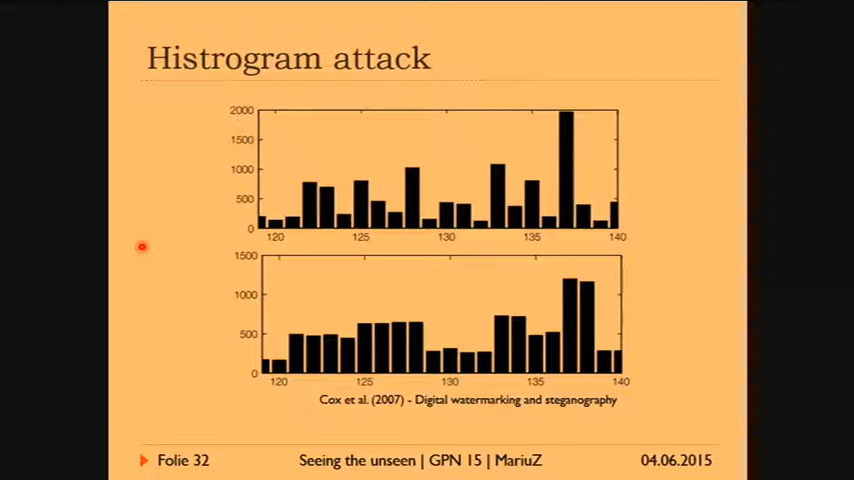 Histrogram attack
2000
1500
1000
500
0
120 125 130 135 140
1500
1000
500
0
120 125 130 135 140
Cox et al. (2007) - Digital watermarking and steganography
Folie 32 Seeing the unseen | GPN 15 | MariuZ 04.06.2015